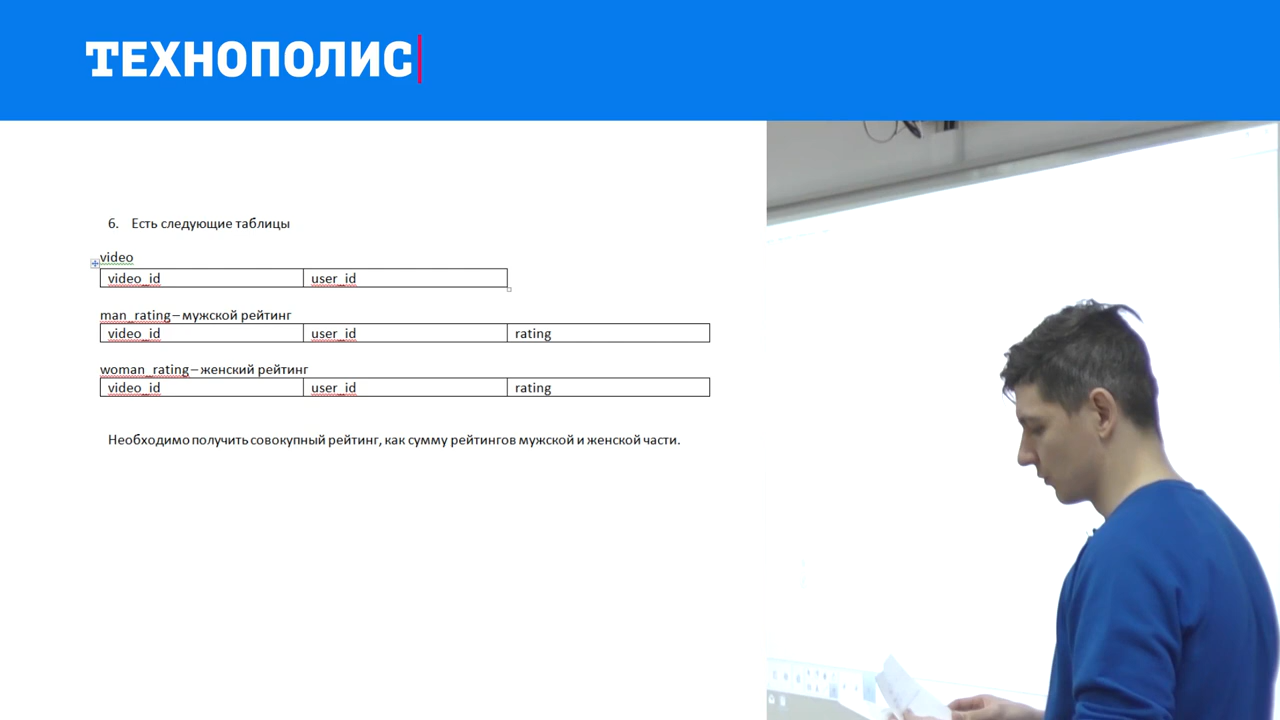 ТЕХНОПОЛИС
6. Есть следующие таблицы
video
video_id user_id
man_rating – мужской рейтинг
video_id user_id rating
woman_rating – женский рейтинг
video_id user_id rating
Необходимо получить совокупный рейтинг, как сумму рейтингов мужской и женской части.